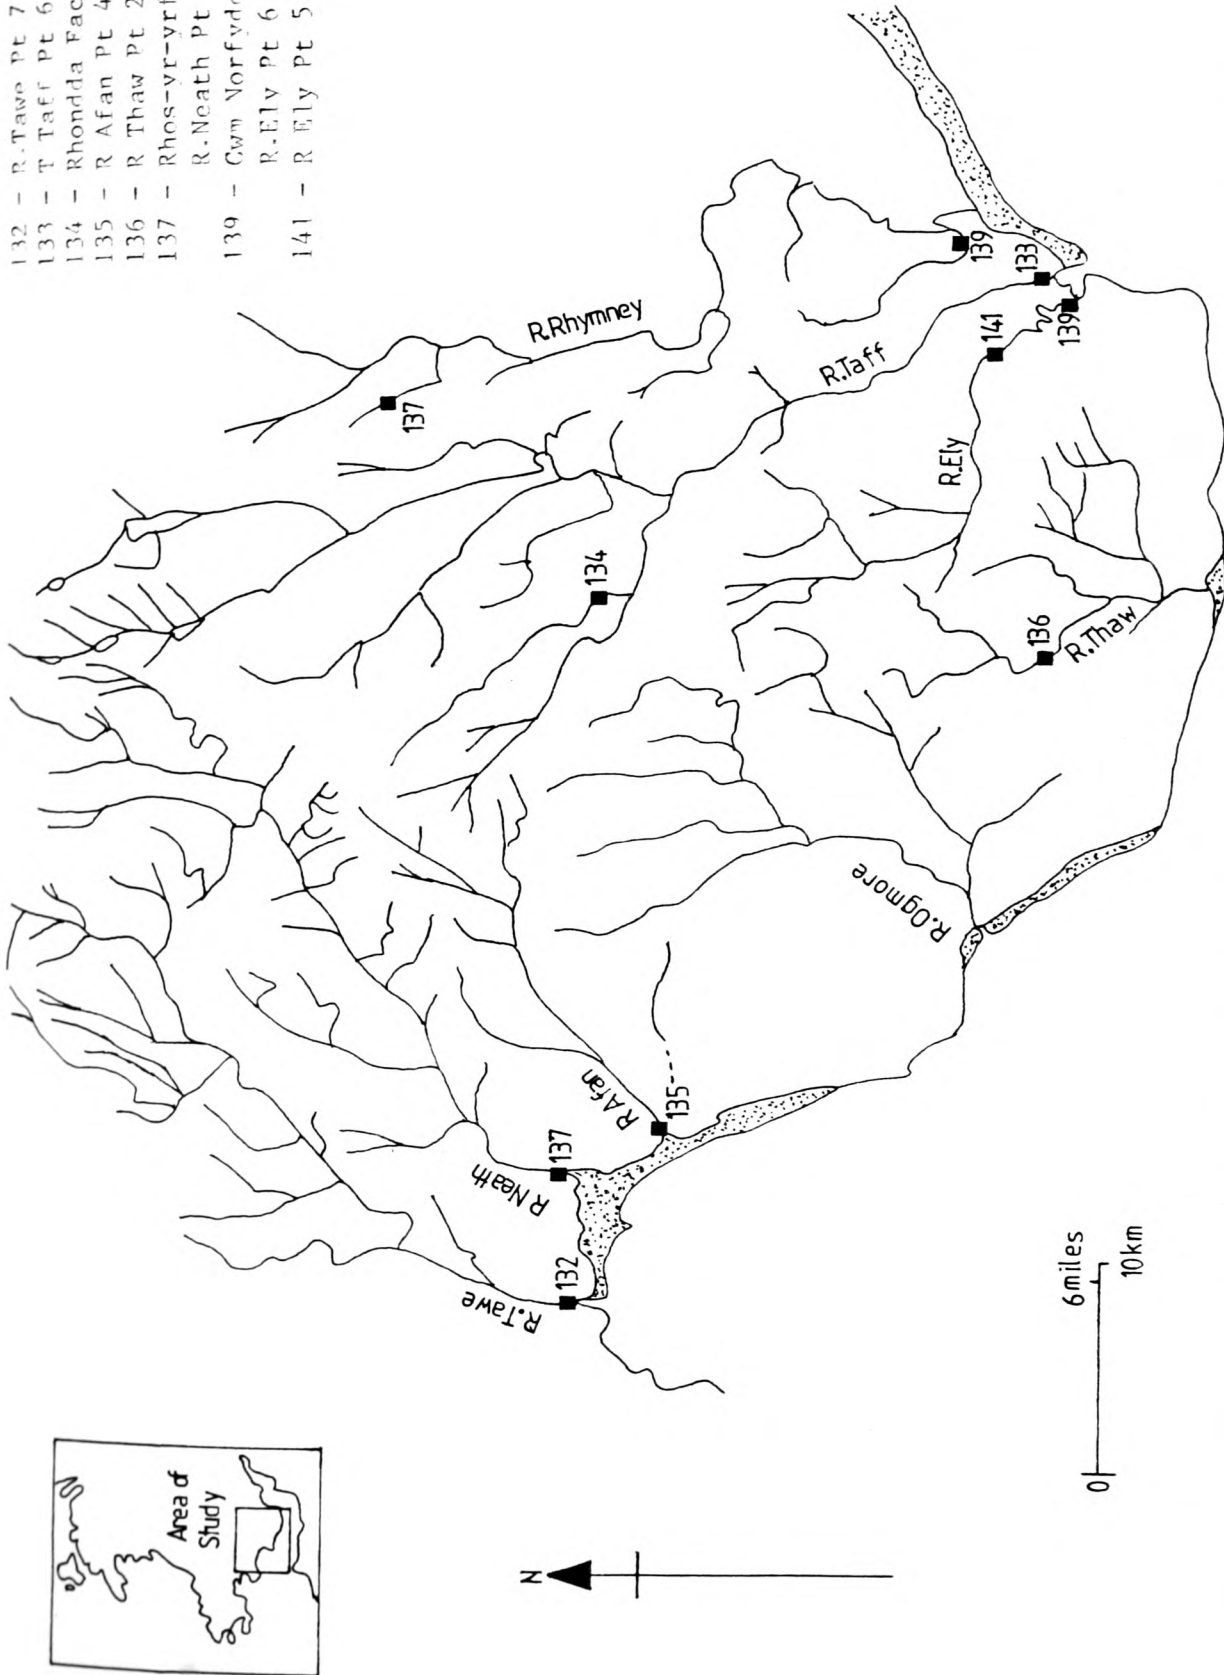 132 - R.Tawe Pt 7
133 - T Taff Pt 6
134 - Rhondda Fac
135 - R Afan Pt 4
136 - R Thaw Pt 2
137 - Rhos-yr-yrf
R.Neath Pt
139 - Cwm Norfyd
R.Ely Pt 6
141 - R Ely Pt 5
Area of
Study
N
R.Rhymney
137
134
R.Taff
139
133
141
139
R.Ely
136
R.Thaw
R.Ogmore
R Afan
135
R Neath
137
R.Tawe
132
0
6 miles
10km